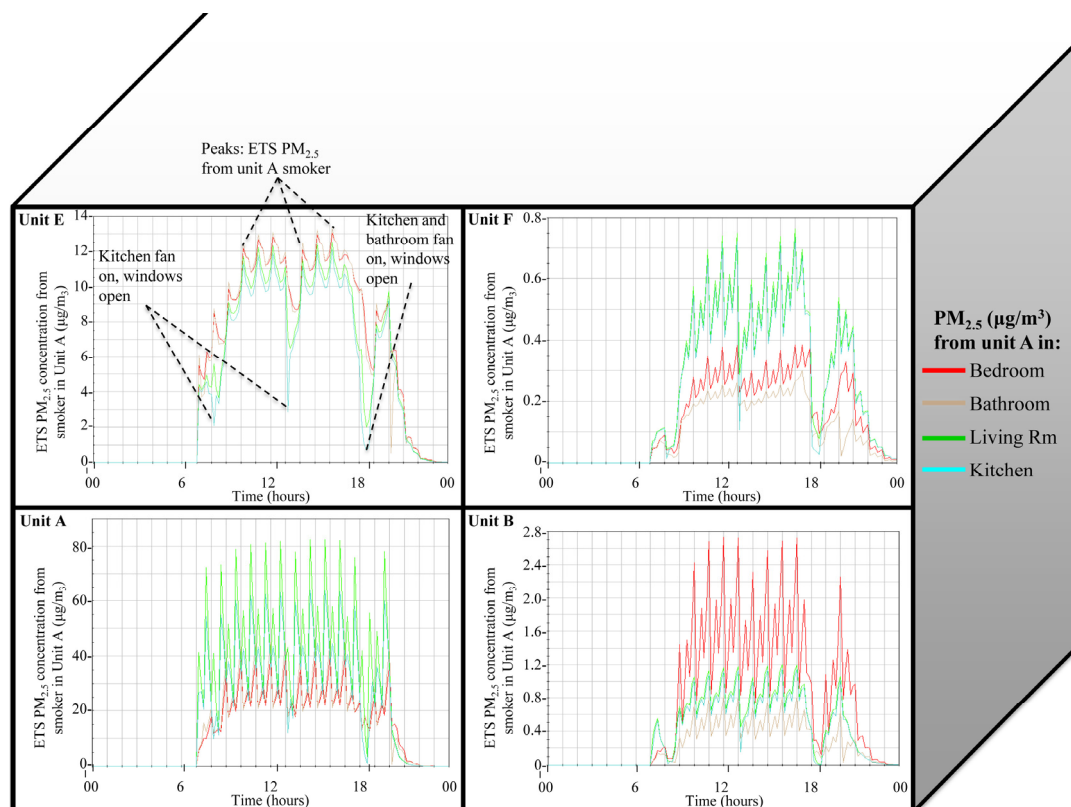 Peaks: ETS PM2.5
from unit A smoker
Unit E
ETS PM2.5 concentration from
smoker in Unit A (µg/m3)
14
12
10
8
6
4
2
0
Kitchen fan
on, windows
open
Kitchen and
bathroom fan
on, windows
open
00
6
12
18
00
Time (hours)
Unit F
ETS PM2.5 concentration from
smoker in Unit A (µg/m3)
0.8
0.6
0.4
0.2
0
00
6
12
18
00
Time (hours)
Unit A
ETS PM2.5 concentration from
smoker in Unit A (µg/m3)
80
60
40
20
0
00
6
12
18
00
Time (hours)
Unit B
ETS PM2.5 concentration from
smoker in Unit A (µg/m3)
2.8
2.4
2.0
1.6
1.2
0.8
0.4
0
00
6
12
18
00
Time (hours)
PM2.5 (µg/m³)
from unit A in:
Bedroom
Bathroom
Living Rm
Kitchen